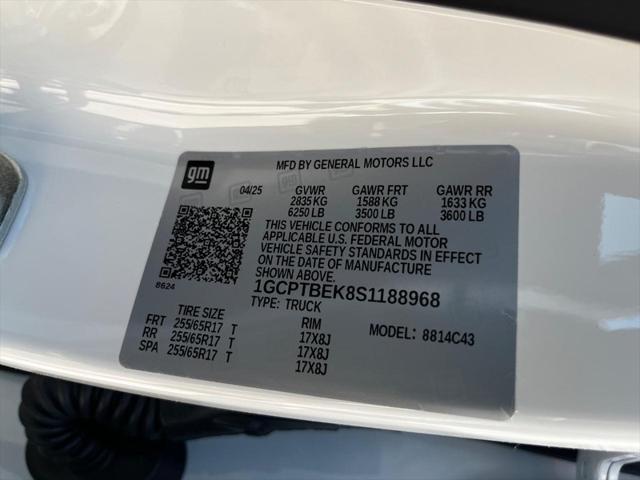 gm
MFD BY GENERAL MOTORS LLC
04/25 GVWR GAWR FRT GAWR RR
2835 KG 1588 KG 1633 KG
6250 LB 3500 LB 3600 LB
THIS VEHICLE CONFORMS TO ALL
APPLICABLE U.S. FEDERAL MOTOR
VEHICLE SAFETY STANDARDS IN EFFECT
ON THE DATE OF MANUFACTURE
SHOWN ABOVE.
8624
1GCPTBEK8S1188968
TYPE: TRUCK
TIRE SIZE RIM MODEL: 8814C43
FRT 255/65R17 T 17X8J
RR 255/65R17 T 17X8J
SPA 255/65R17 T 17X8J